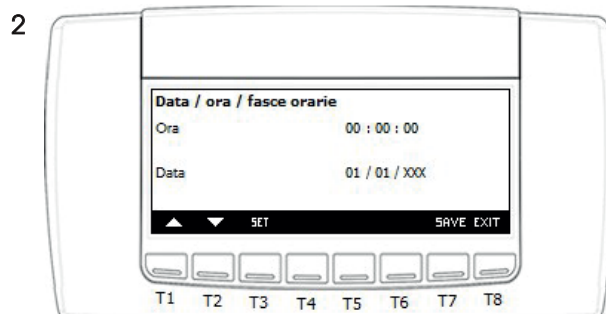 2
Data / ora / fasce orarie
Ora 00 : 00 : 00
Data 01 / 01 / XXX
SET SAVE EXIT
T1 T2 T3 T4 T5 T6 T7 T8